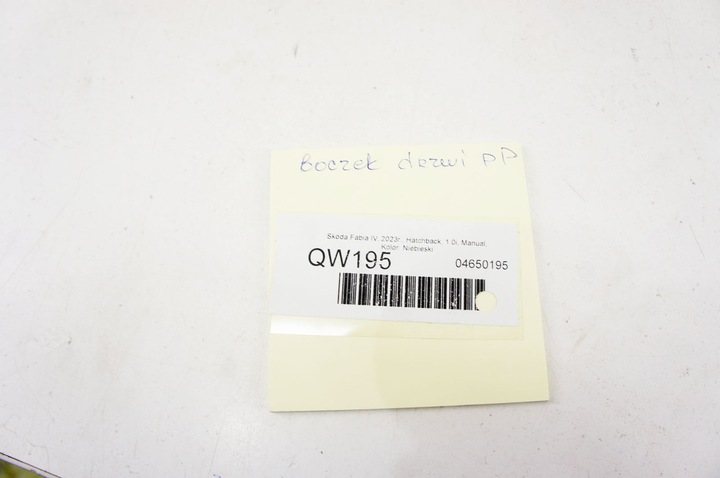 Boczek drzwi PP
Skoda Fabia IV, 2023r., Hatchback, 1.0i, Manual,
Kolor: Niebieski
QW195
04650195